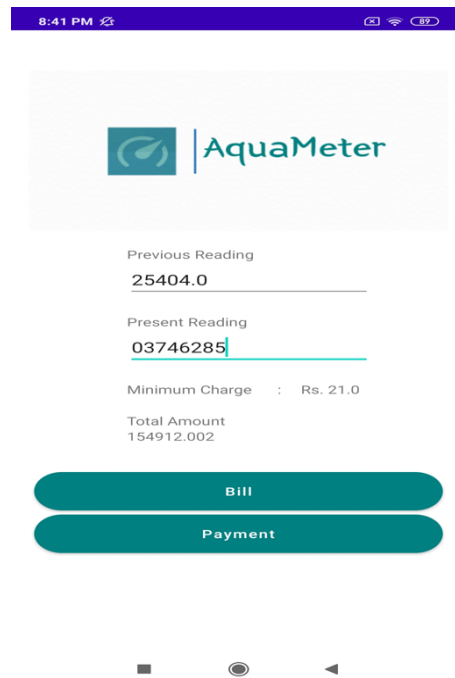 8:41 PM
89
AquaMeter
Previous Reading
25404.0
Present Reading
03746285
Minimum Charge : Rs. 21.0
Total Amount
154912.002
Bill
Payment